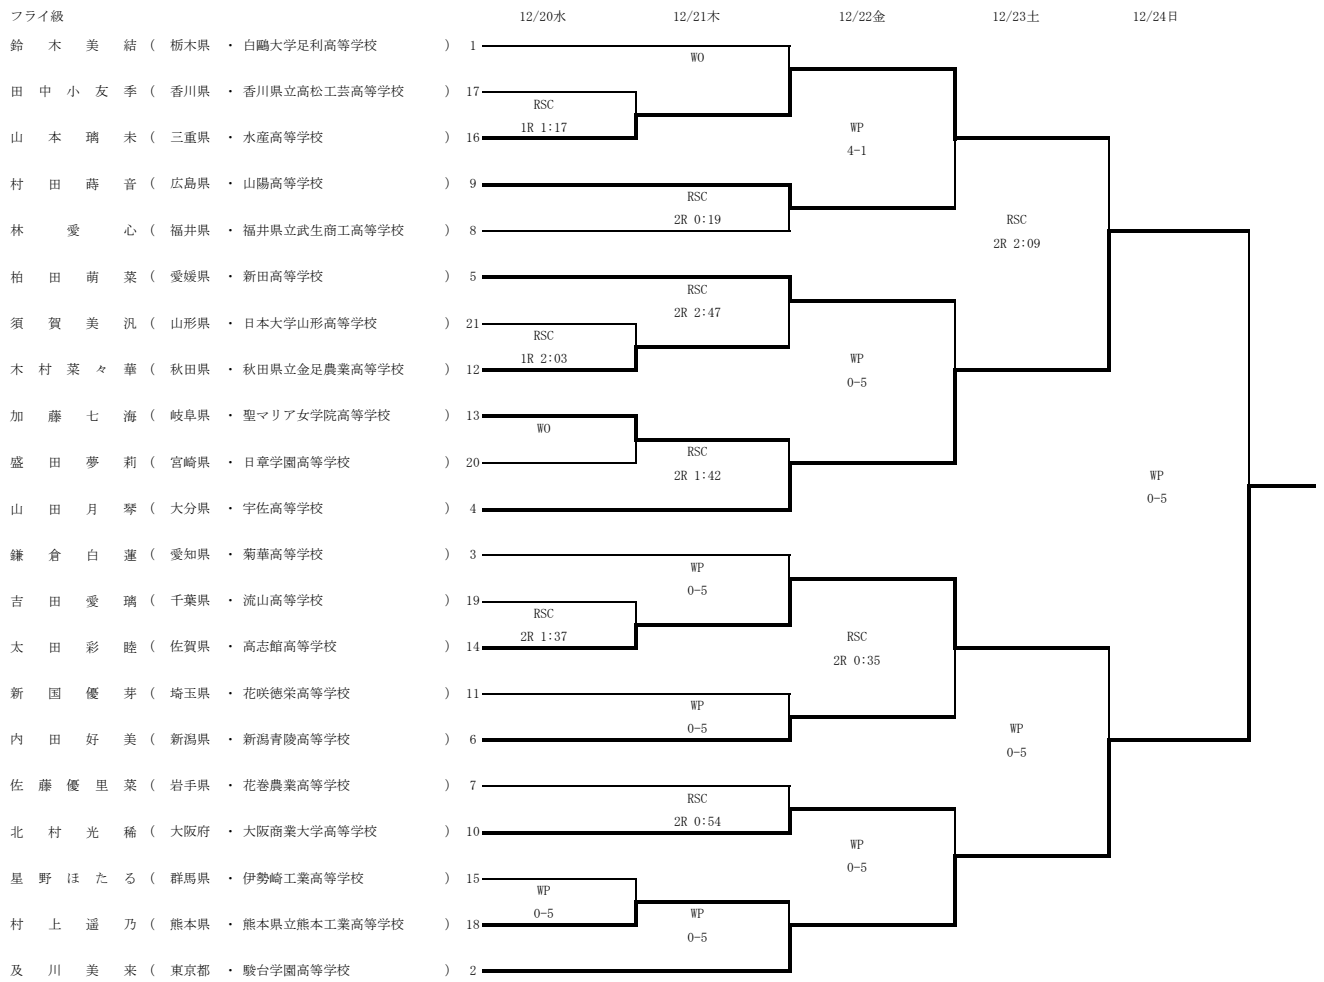 フライ級 12/20水 12/21木 12/22金 12/23土 12/24日
鈴木美結 ( 栃木県 ・ 白鷗大学足利高等学校 ) 1
WO
田中小友季 ( 香川県 ・ 香川県立高松工芸高等学校 ) 17
RSC
1R 1:17
WP
山本璃未 ( 三重県 ・ 水産高等学校 ) 16
4-1
村田蒔音 ( 広島県 ・ 山陽高等学校 ) 9
RSC
2R 0:19
RSC
林愛心 ( 福井県 ・ 福井県立武生商工高等学校 ) 8
2R 2:09
柏田萌菜 ( 愛媛県 ・ 新田高等学校 ) 5
RSC
2R 2:47
須賀美汎 ( 山形県 ・ 日本大学山形高等学校 ) 21
RSC
1R 2:03
WP
木村菜々華 ( 秋田県 ・ 秋田県立金足農業高等学校 ) 12
0-5
加藤七海 ( 岐阜県 ・ 聖マリア女学院高等学校 ) 13
WO
RSC
盛田夢莉 ( 宮崎県 ・ 日章学園高等学校 ) 20
2R 1:42
WP
0-5
山田月琴 ( 大分県 ・ 宇佐高等学校 ) 4
鎌倉白蓮 ( 愛知県 ・ 菊華高等学校 ) 3
WP
0-5
吉田愛璃 ( 千葉県 ・ 流山高等学校 ) 19
RSC
2R 1:37
RSC
太田彩睦 ( 佐賀県 ・ 高志館高等学校 ) 14
2R 0:35
新国優芽 ( 埼玉県 ・ 花咲徳栄高等学校 ) 11
WP
0-5
WP
内田好美 ( 新潟県 ・ 新潟青陵高等学校 ) 6
0-5
佐藤優里菜 ( 岩手県 ・ 花巻農業高等学校 ) 7
RSC
2R 0:54
北村光稀 ( 大阪府 ・ 大阪商業大学高等学校 ) 10
WP
0-5
星野ほたる ( 群馬県 ・ 伊勢崎工業高等学校 ) 15
WP
0-5
WP
村上遥乃 ( 熊本県 ・ 熊本県立熊本工業高等学校 ) 18
0-5
及川美来 ( 東京都 ・ 駿台学園高等学校 ) 2